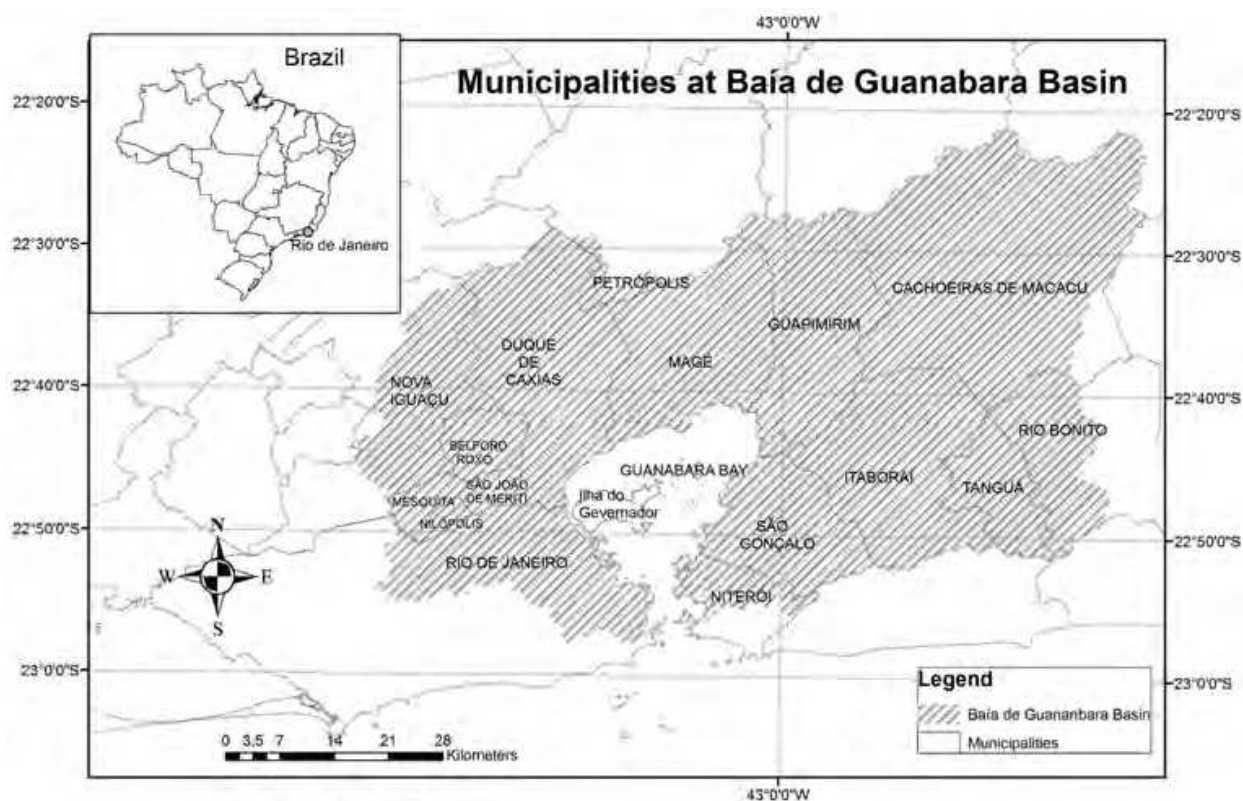 43°0'0"W
Brazil
Rio de Janeiro
Municipalities at Baía de Guanabara Basin
22°20'0"S
22°20'0"S
22°30'0"S
22°30'0"S
22°40'0"S
22°40'0"S
22°50'0"S
22°50'0"S
23°0'0"S
23°0'0"S
PETRÓPOLIS
CACHOEIRAS DE MACACU
GUAPIMIRIM
DUQUE
DE
CAXIAS
MAGÉ
NOVA
IGUAÇU
RIO BONITO
BELFORD
ROXO
GUANABARA BAY
ITABORAÍ
TANGUÁ
SÃO JOÃO
DE MERITI
MESQUITA
Ilha do
Gevernador
NILÓPOLIS
SÃO
GONÇALO
RIO DE JANEIRO
NITERÓI
N
W
E
S
Legend
Baía de Guananbara Basin
Municipalities
0 3,5 7 14 21 28
Kilometers
43°0'0"W